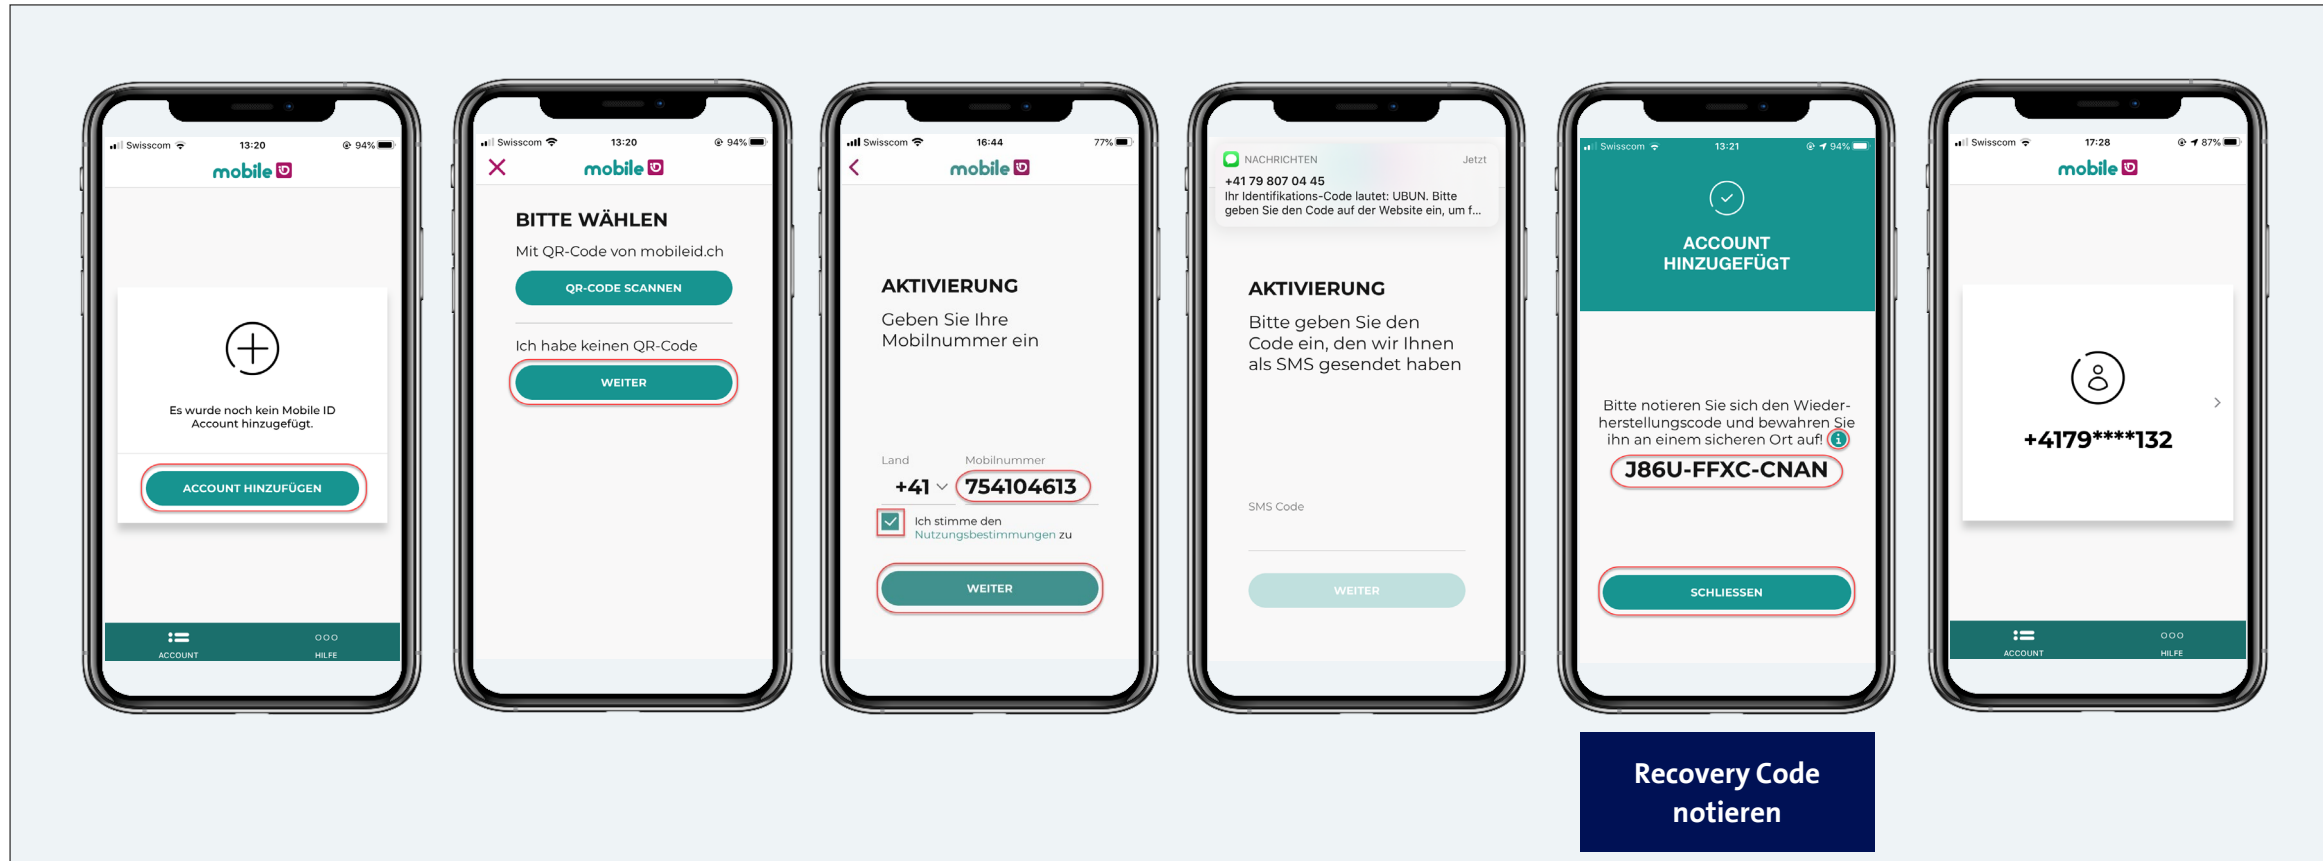 Swisscom 13:20 94%
mobile ID
Es wurde noch kein Mobile ID
Account hinzugefügt.
ACCOUNT HINZUFÜGEN
ACCOUNT HILFE
Swisscom 13:20 94%
mobile ID
BITTE WÄHLEN
Mit QR-Code von mobileid.ch
QR-CODE SCANNEN
Ich habe keinen QR-Code
WEITER
Swisscom 16:44 77%
mobile ID
AKTIVIERUNG
Geben Sie Ihre
Mobilnummer ein
Land Mobilnummer
+41 754104613
Ich stimme den
Nutzungsbestimmungen zu
WEITER
NACHRICHTEN Jetzt
+41 79 807 04 45
Ihr Identifikations-Code lautet: UBUN. Bitte
geben Sie den Code auf der Website ein, um f...
AKTIVIERUNG
Bitte geben Sie den
Code ein, den wir Ihnen
als SMS gesendet haben
SMS Code
WEITER
Swisscom 13:21 94%
ACCOUNT
HINZUGEFÜGT
Bitte notieren Sie sich den Wieder-
herstellungscode und bewahren Sie
ihn an einem sicheren Ort auf! i
J86U-FFXC-CNAN
SCHLIESSEN
Recovery Code
notieren
Swisscom 17:28 87%
mobile ID
+4179****132
ACCOUNT HILFE